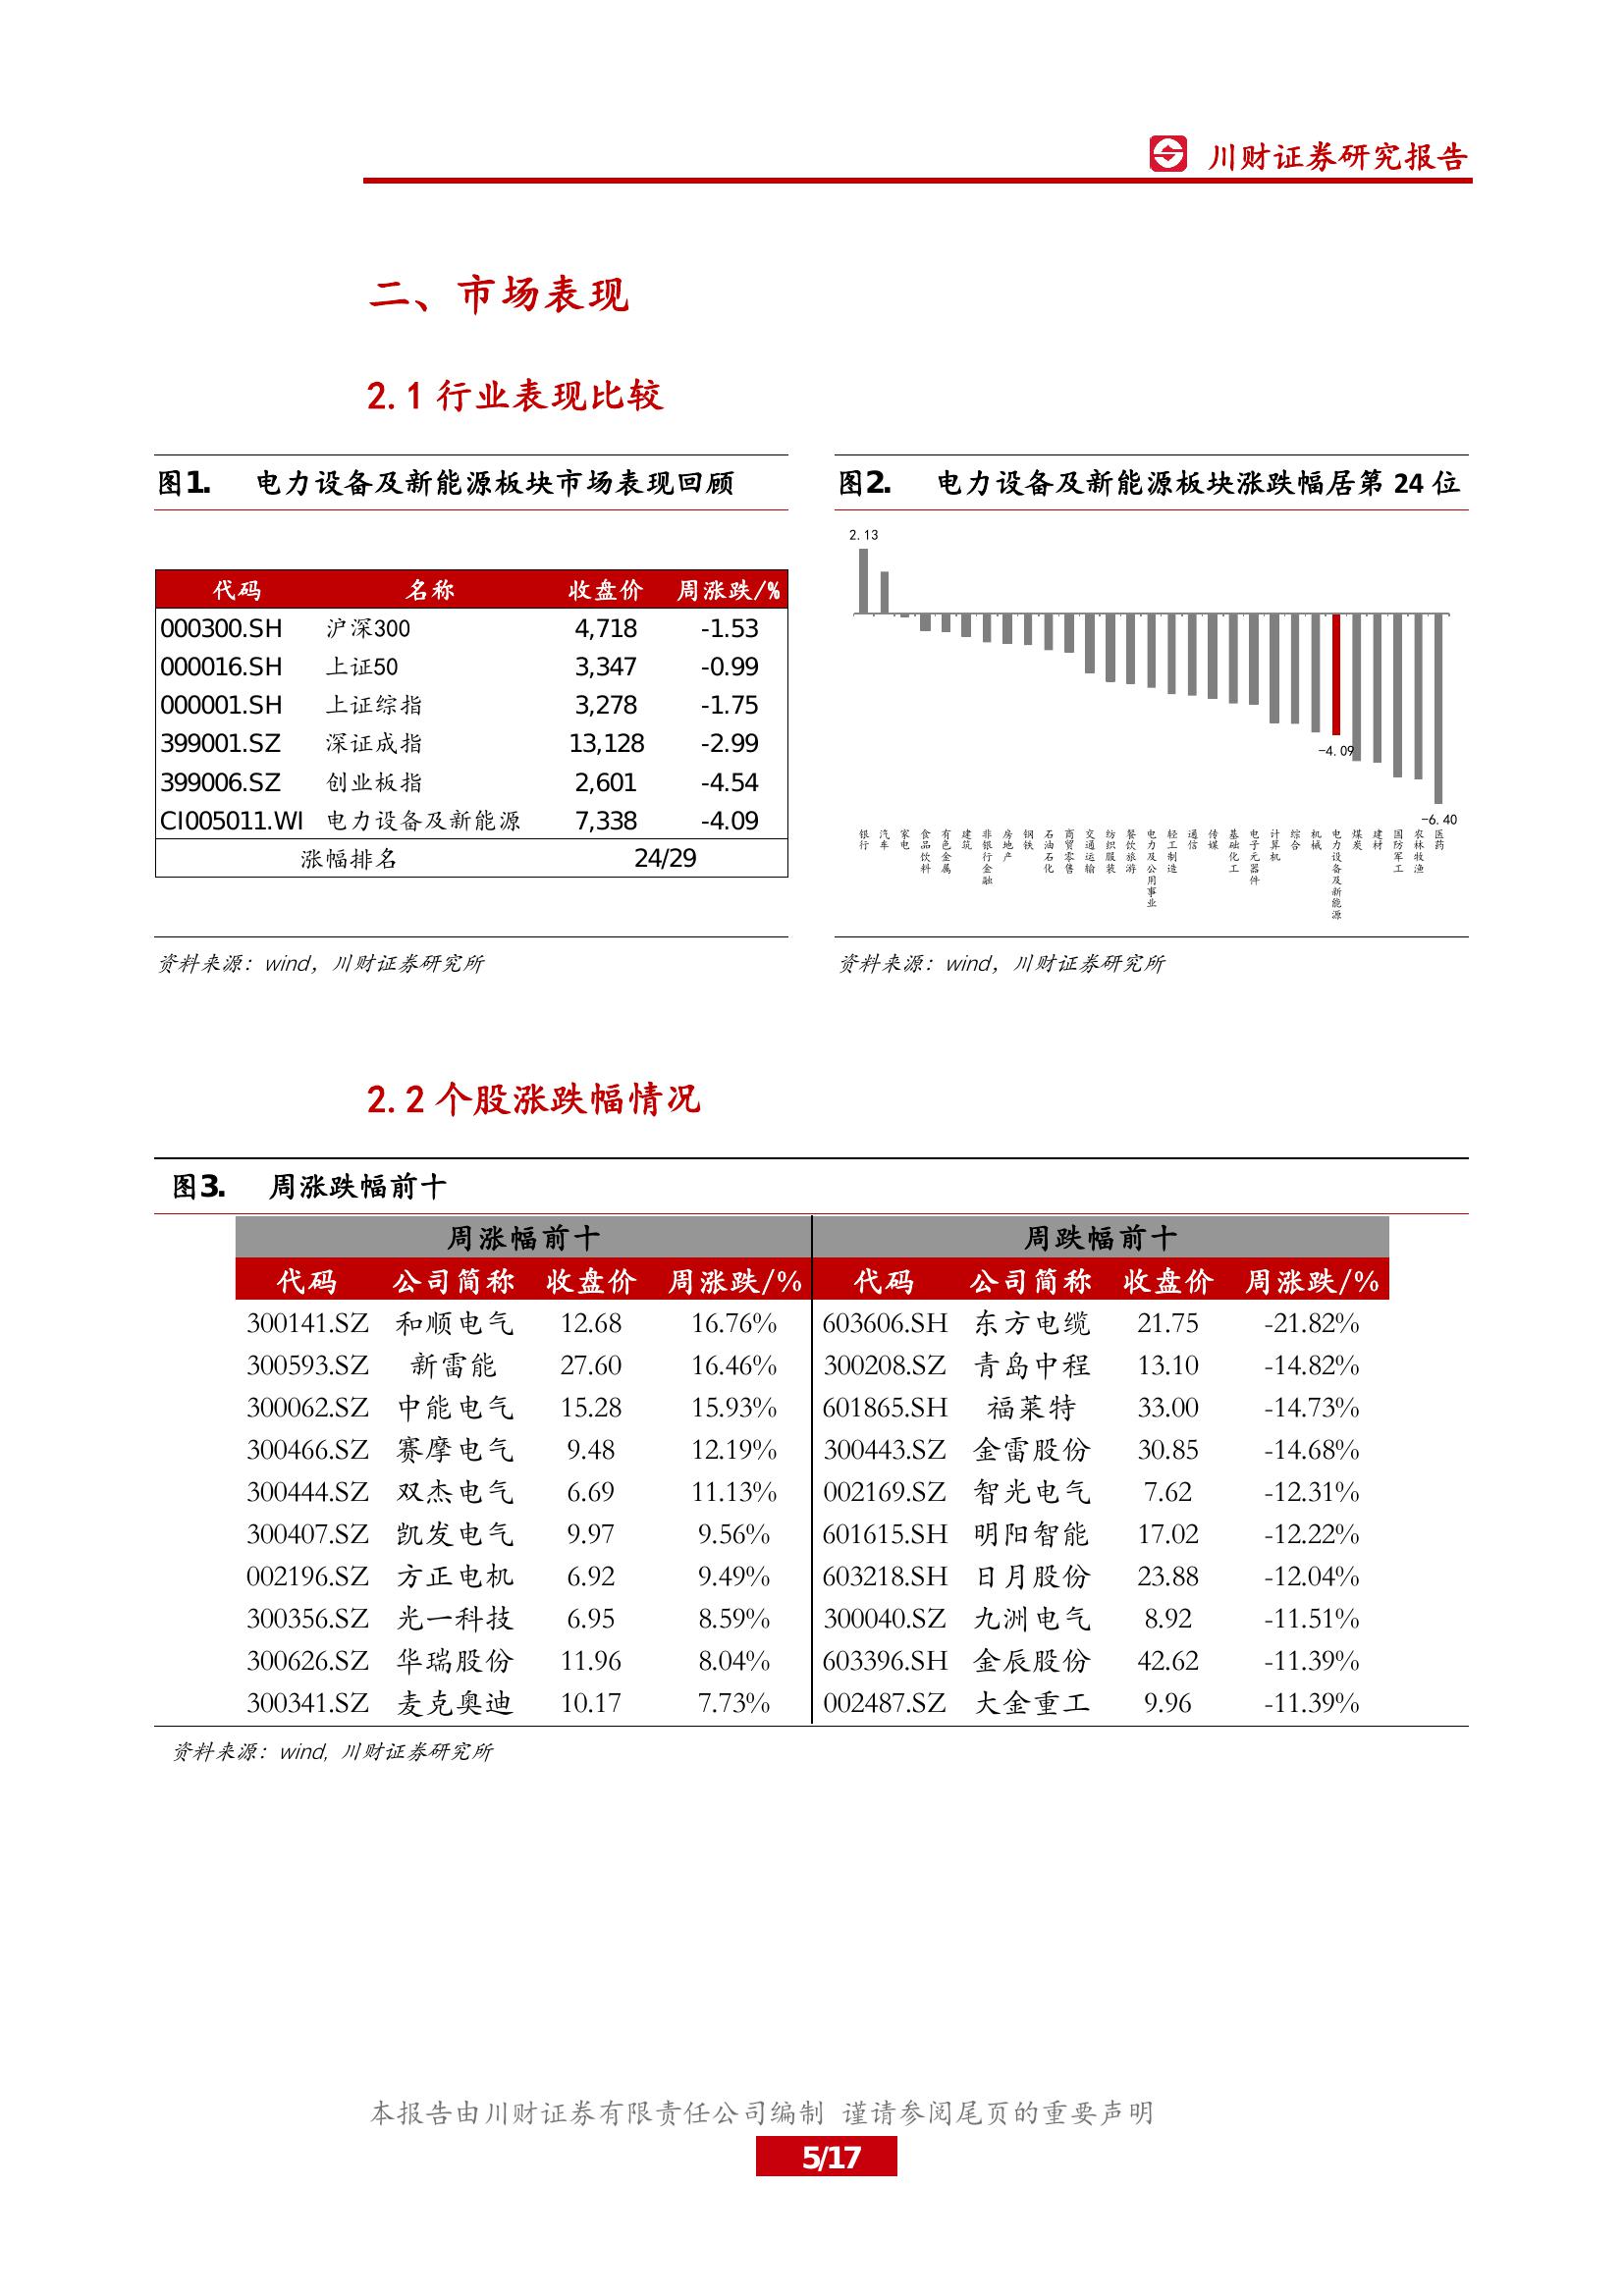 川财证券研究报告
二、市场表现
2.1 行业表现比较
图1. 电力设备及新能源板块市场表现回顾
代码 名称 收盘价 周涨跌/%
000300.SH 沪深300 4,718 -1.53
000016.SH 上证50 3,347 -0.99
000001.SH 上证综指 3,278 -1.75
399001.SZ 深证成指 13,128 -2.99
399006.SZ 创业板指 2,601 -4.54
CI005011.WI 电力设备及新能源 7,338 -4.09
涨幅排名 24/29
资料来源：wind，川财证券研究所
图2. 电力设备及新能源板块涨跌幅居第 24 位
2.13
-4.09
-6.40
银行
汽车
家电
食品饮料
有色金属
建筑
非银行金融
房地产
钢铁
石油石化
商贸零售
交通运输
纺织服装
餐饮旅游
电力及公用事业
轻工制造
通信
传媒
基础化工
电子元器件
计算机
综合
机械
电力设备及新能源
煤炭
建材
国防军工
农林牧渔
医药
资料来源：wind，川财证券研究所
2.2 个股涨跌幅情况
图3. 周涨跌幅前十
周涨幅前十 周跌幅前十
代码 公司简称 收盘价 周涨跌/% 代码 公司简称 收盘价 周涨跌/%
300141.SZ 和顺电气 12.68 16.76% 603606.SH 东方电缆 21.75 -21.82%
300593.SZ 新雷能 27.60 16.46% 300208.SZ 青岛中程 13.10 -14.82%
300062.SZ 中能电气 15.28 15.93% 601865.SH 福莱特 33.00 -14.73%
300466.SZ 赛摩电气 9.48 12.19% 300443.SZ 金雷股份 30.85 -14.68%
300444.SZ 双杰电气 6.69 11.13% 002169.SZ 智光电气 7.62 -12.31%
300407.SZ 凯发电气 9.97 9.56% 601615.SH 明阳智能 17.02 -12.22%
002196.SZ 方正电机 6.92 9.49% 603218.SH 日月股份 23.88 -12.04%
300356.SZ 光一科技 6.95 8.59% 300040.SZ 九洲电气 8.92 -11.51%
300626.SZ 华瑞股份 11.96 8.04% 603396.SH 金辰股份 42.62 -11.39%
300341.SZ 麦克奥迪 10.17 7.73% 002487.SZ 大金重工 9.96 -11.39%
资料来源：wind, 川财证券研究所
本报告由川财证券有限责任公司编制 谨请参阅尾页的重要声明
5/17